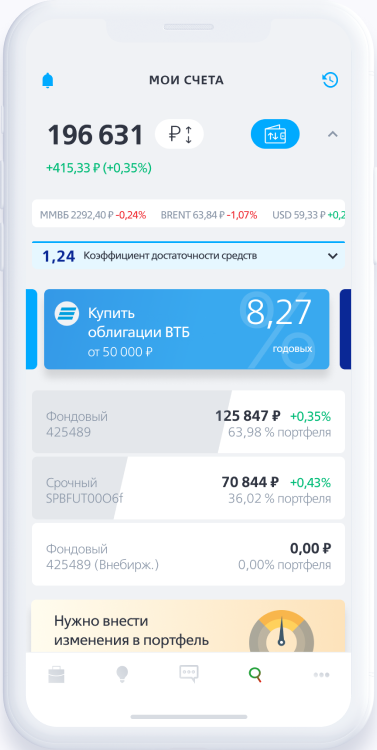 МОИ СЧЕТА
196 631 ₽
+415,33 ₽ (+0,35%)
ММВБ 2292,40 ₽ -0,24% BRENT 63,84 ₽ -1,07% USD 59,33 ₽ +0,2
1,24 Коэффициент достаточности средств
Купить
облигации ВТБ
от 50 000 ₽
8,27
%
годовых
Фондовый 125 847 ₽ +0,35%
425489 63,98 % портфеля
Срочный 70 844 ₽ +0,43%
SPBFUT00O6f 36,02 % портфеля
Фондовый 0,00 ₽
425489 (Внебирж.) 0,00% портфеля
Нужно внести
изменения в портфель